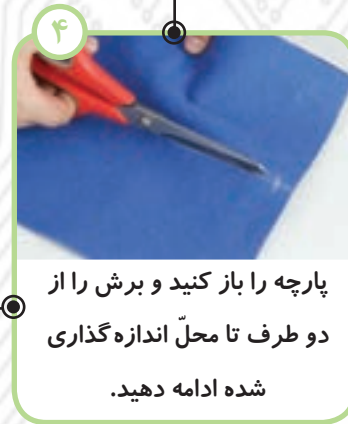 ۴
پارچه را باز کنید و برش را از
دو طرف تا محلّ اندازه‌گذاری
شده ادامه دهید.